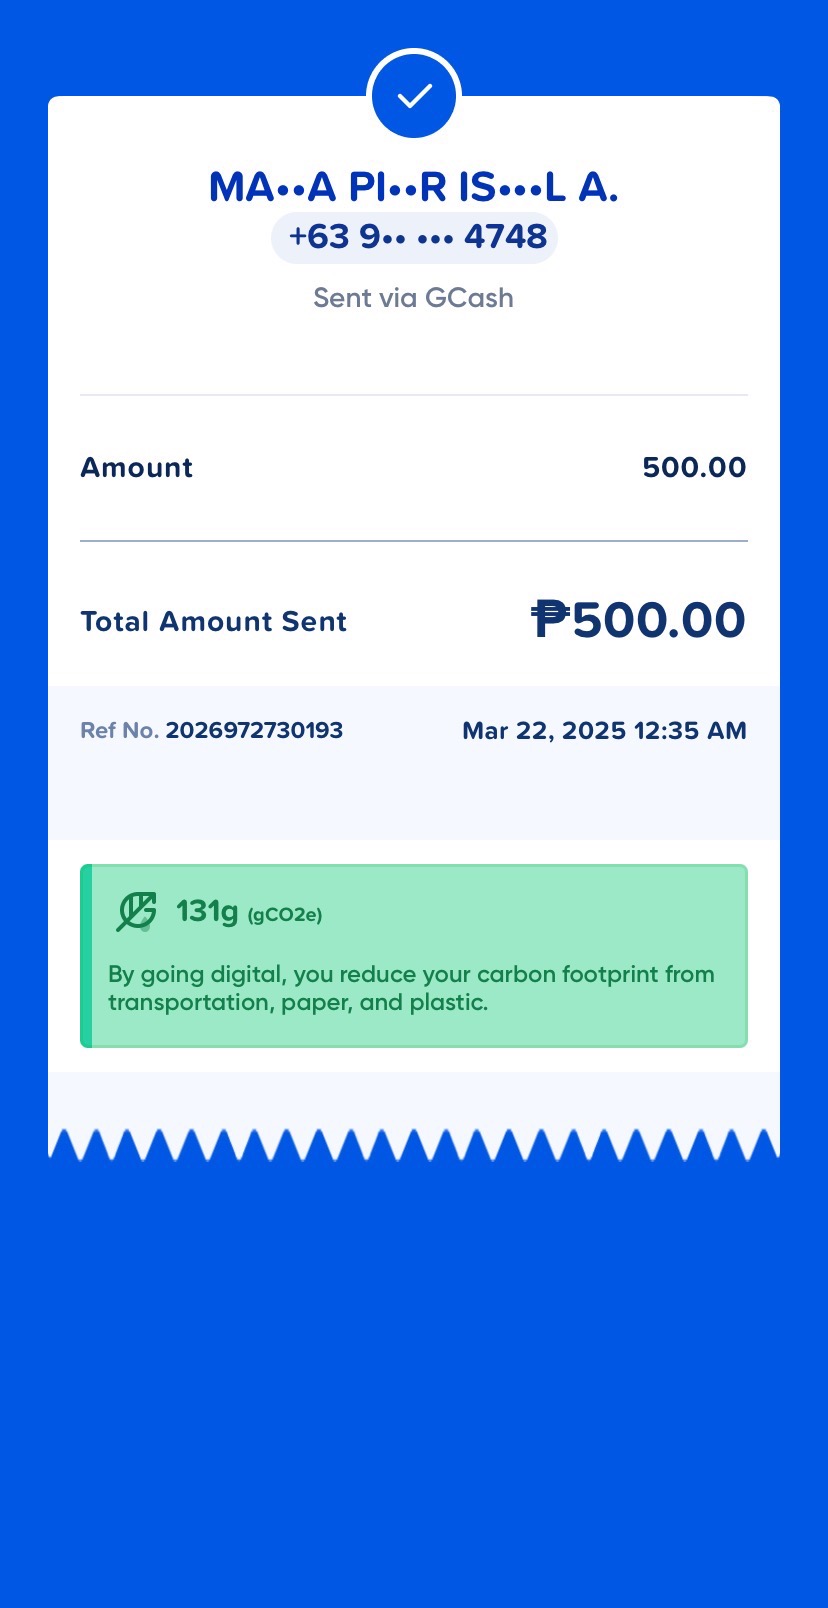 MA••A PI••R IS•••L A.
+63 9•• ••• 4748
Sent via GCash
Amount 500.00
Total Amount Sent ₱500.00
Ref No. 2026972730193 Mar 22, 2025 12:35 AM
131g (gCO2e)
By going digital, you reduce your carbon footprint from
transportation, paper, and plastic.